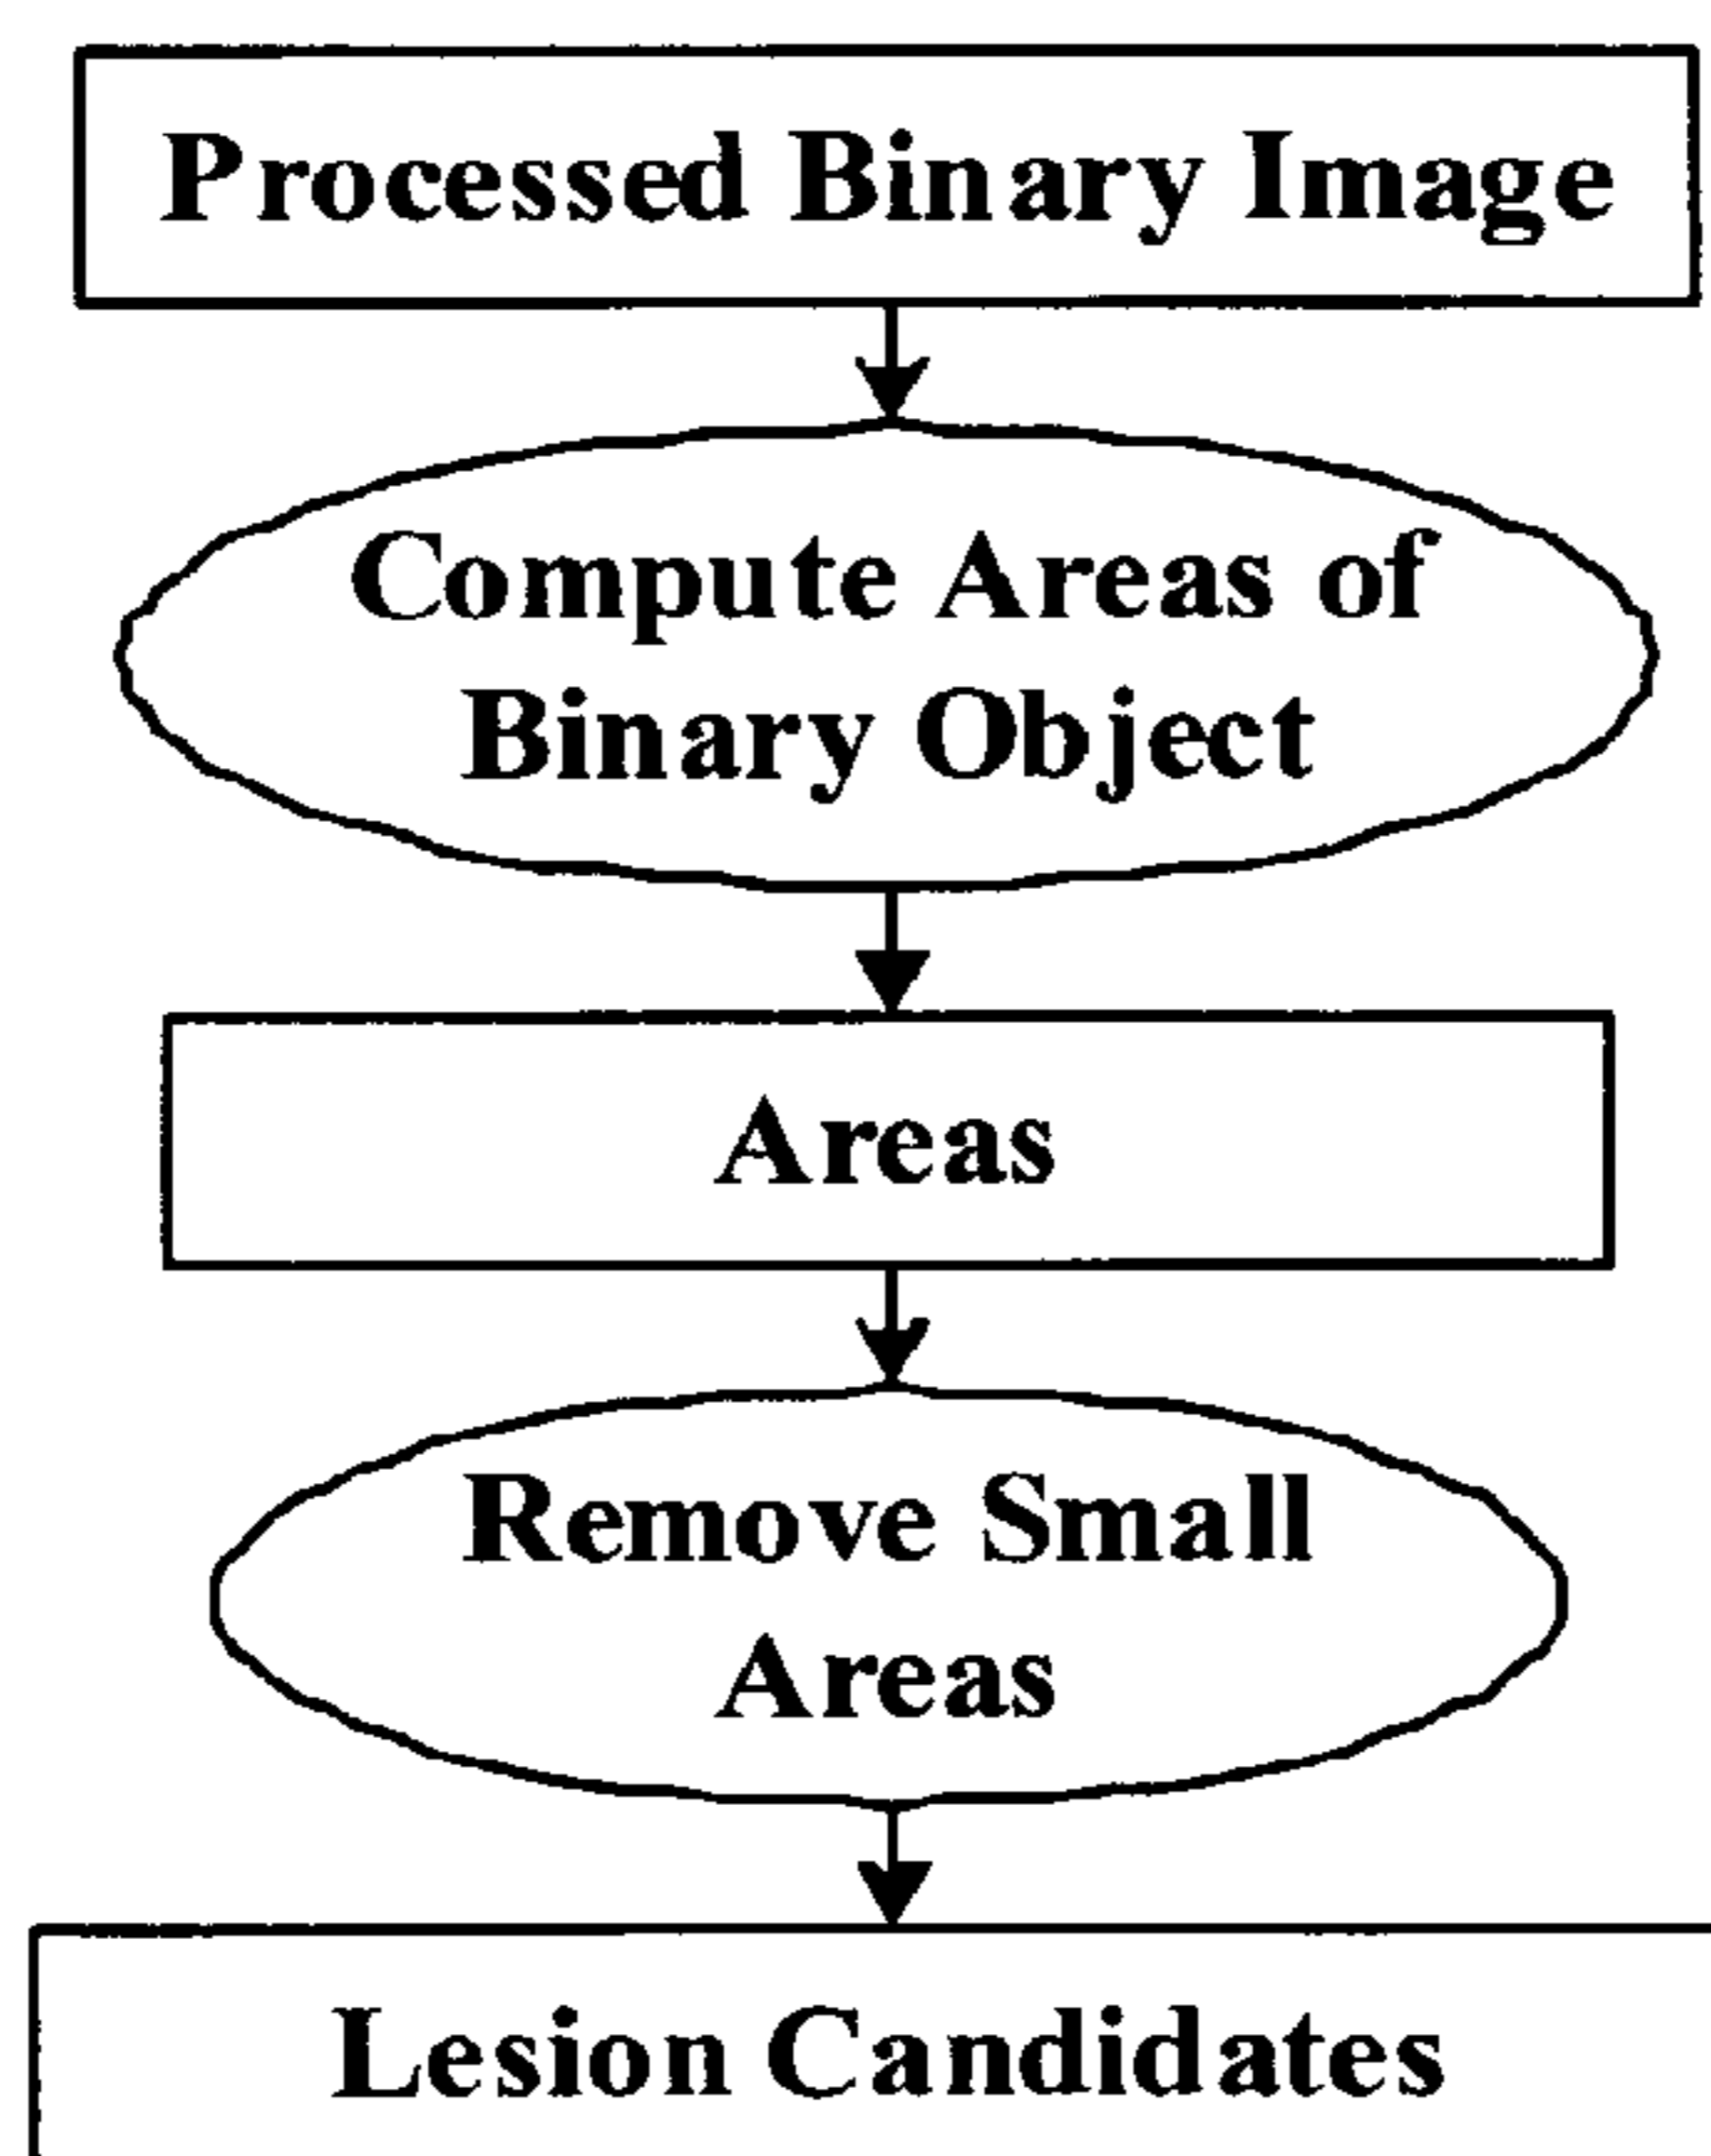 Processed Binary Image
Compute Areas of
Binary Object
Areas
Remove Small
Areas
Lesion Candidates